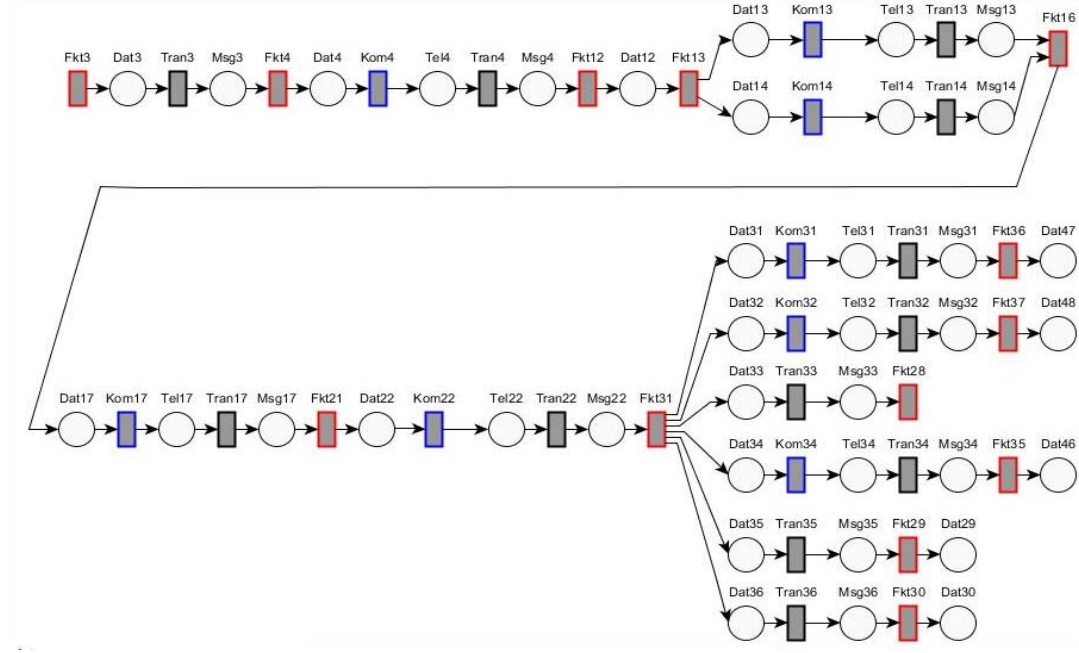 Dat13 Kom13 Tel13 Tran13 Msg13
Fkt16
Fkt3 Dat3 Tran3 Msg3 Fkt4 Dat4 Kom4 Tel4 Tran4 Msg4 Fkt12 Dat12 Fkt13
Dat14 Kom14 Tel14 Tran14 Msg14
Dat31 Kom31 Tel31 Tran31 Msg31 Fkt36 Dat47
Dat32 Kom32 Tel32 Tran32 Msg32 Fkt37 Dat48
Dat33 Tran33 Msg33 Fkt28
Dat17 Kom17 Tel17 Tran17 Msg17 Fkt21 Dat22 Kom22 Tel22 Tran22 Msg22 Fkt31
Dat34 Kom34 Tel34 Tran34 Msg34 Fkt35 Dat46
Dat35 Tran35 Msg35 Fkt29 Dat29
Dat36 Tran36 Msg36 Fkt30 Dat30